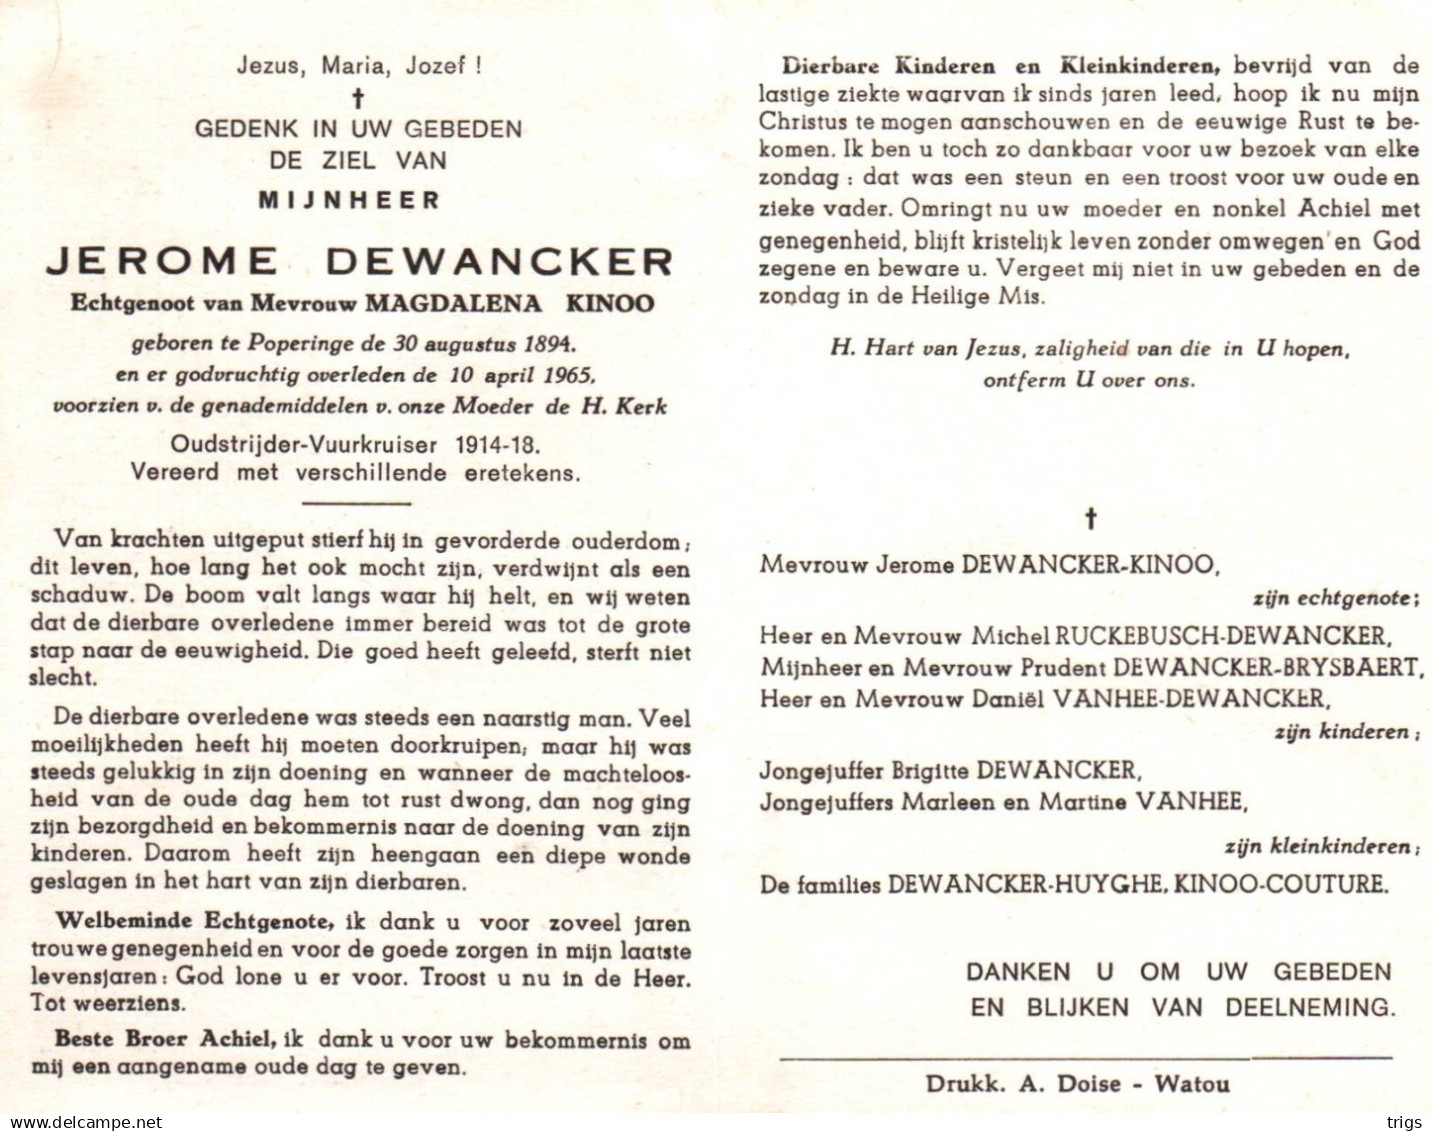 Jezus, Maria, Jozef !
✝
GEDENK IN UW GEBEDEN
DE ZIEL VAN
MIJNHEER
JEROME DEWANCKER
Echtgenoot van Mevrouw MAGDALENA KINOO
geboren te Poperinge de 30 augustus 1894.
en er godvruchtig overleden de 10 april 1965,
voorzien v. de genademiddelen v. onze Moeder de H. Kerk
Oudstrijder-Vuurkruiser 1914-18.
Vereerd met verschillende eretekens.
Van krachten uitgeput stierf hij in gevorderde ouderdom;
dit leven, hoe lang het ook mocht zijn, verdwijnt als een
schaduw. De boom valt langs waar hij helt, en wij weten
dat de dierbare overledene immer bereid was tot de grote
stap naar de eeuwigheid. Die goed heeft geleefd, sterft niet
slecht.
De dierbare overledene was steeds een naarstig man. Veel
moeilijkheden heeft hij moeten doorkruipen; maar hij was
steeds gelukkig in zijn doening en wanneer de machteloos-
heid van de oude dag hem tot rust dwong, dan nog ging
zijn bezorgdheid en bekommernis naar de doening van zijn
kinderen. Daarom heeft zijn heengaan een diepe wonde
geslagen in het hart van zijn dierbaren.
Welbeminde Echtgenote, ik dank u voor zoveel jaren
trouwe genegenheid en voor de goede zorgen in mijn laatste
levensjaren: God lone u er voor. Troost u nu in de Heer.
Tot weerziens.
Beste Broer Achiel, ik dank u voor uw bekommernis om
mij een aangename oude dag te geven.
Dierbare Kinderen en Kleinkinderen, bevrijd van de
lastige ziekte waarvan ik sinds jaren leed, hoop ik nu mijn
Christus te mogen aanschouwen en de eeuwige Rust te be-
komen. Ik ben u toch zo dankbaar voor uw bezoek van elke
zondag : dat was een steun en een troost voor uw oude en
zieke vader. Omringt nu uw moeder en nonkel Achiel met
genegenheid, blijft kristelijk leven zonder omwegen en God
zegene en beware u. Vergeet mij niet in uw gebeden en de
zondag in de Heilige Mis.
H. Hart van Jezus, zaligheid van die in U hopen,
ontferm U over ons.
✝
Mevrouw Jerome DEWANCKER-KINOO,
zijn echtgenote;
Heer en Mevrouw Michel RUCKEBUSCH-DEWANCKER,
Mijnheer en Mevrouw Prudent DEWANCKER-BRYSBAERT,
Heer en Mevrouw Daniël VANHEE-DEWANCKER,
zijn kinderen ;
Jongejuffer Brigitte DEWANCKER,
Jongejuffers Marleen en Martine VANHEE,
zijn kleinkinderen;
De families DEWANCKER-HUYGHE, KINOO-COUTURE.
DANKEN U OM UW GEBEDEN
EN BLIJKEN VAN DEELNEMING.
Drukk. A. Doise - Watou
www.delcampe.net
trigs